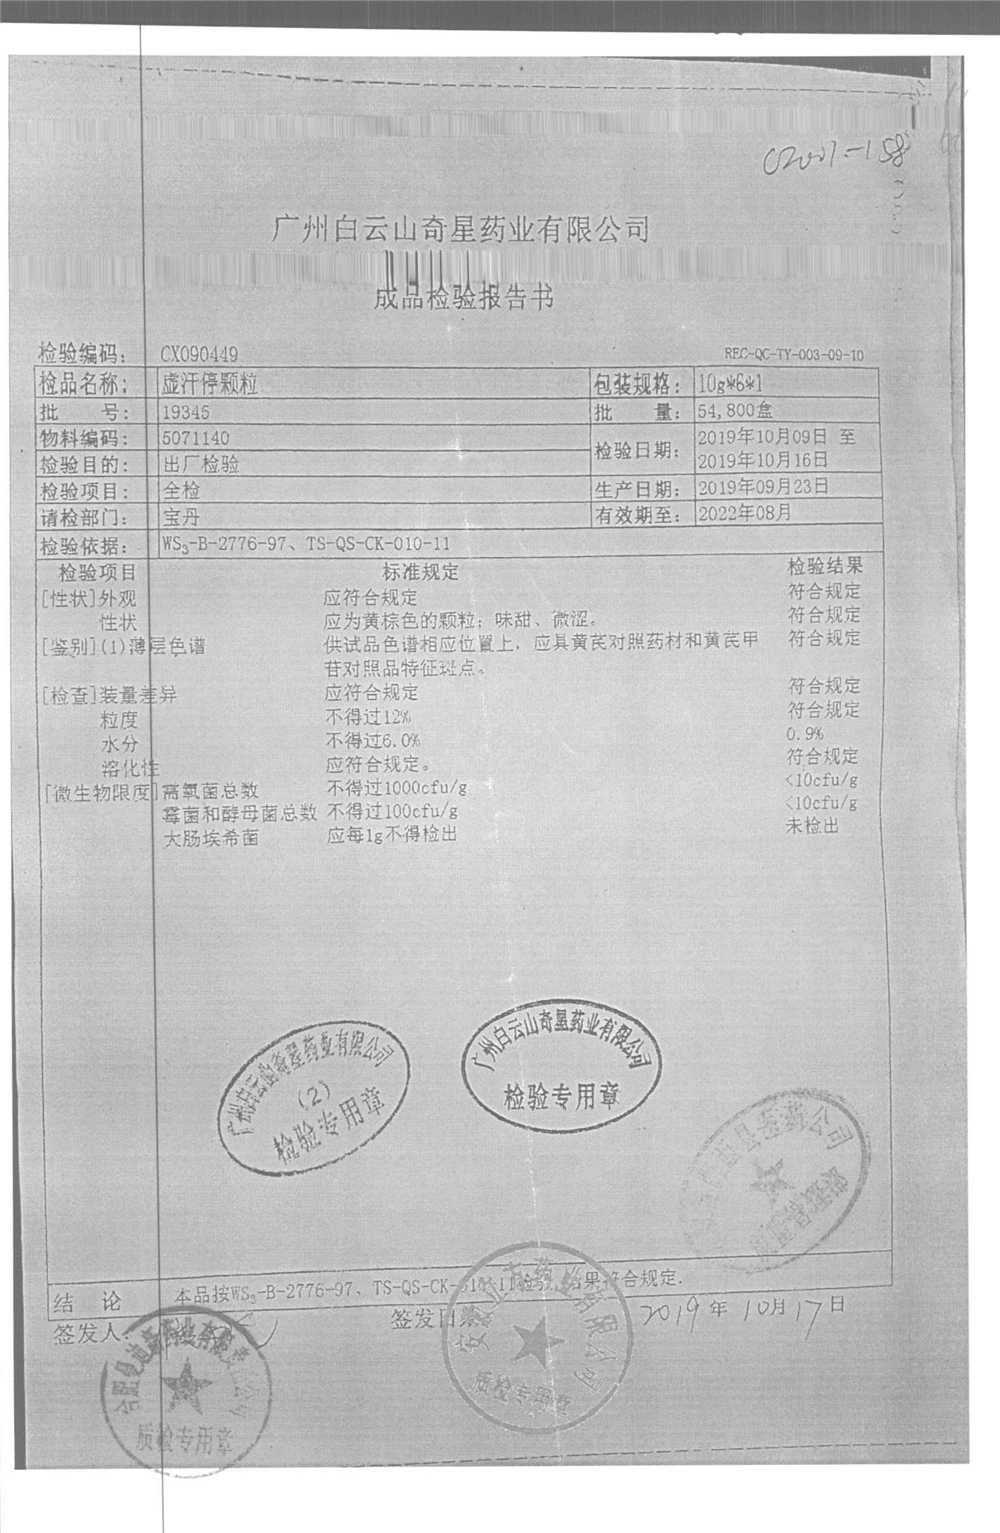 广州白云山奇星药业有限公司
成品检验报告书
检验编码： CX090449 REC-QC-TY-003-09-10
检品名称： 虚汗停颗粒 包装规格： 10g*6*1
批 号： 19345 批 量： 54,800盒
物料编码： 5071140 检验日期： 2019年10月09日 至
检验目的： 出厂检验 2019年10月16日
检验项目： 全检 生产日期： 2019年09月23日
请检部门： 宝丹 有效期至： 2022年08月
检验依据： WS₃-B-2776-97、TS-QS-CK-010-11
检验项目 标准规定 检验结果
[性状]外观 应符合规定 符合规定
性状 应为黄棕色的颗粒；味甜、微涩。 符合规定
[鉴别](1)薄层色谱 供试品色谱相应位置上，应具黄芪对照药材和黄芪甲 符合规定
苷对照品特征斑点。
[检查]装量差异 应符合规定 符合规定
粒度 不得过12% 符合规定
水分 不得过6.0% 0.9%
溶化性 应符合规定。 符合规定
[微生物限度]需氧菌总数 不得过1000cfu/g <10cfu/g
霉菌和酵母菌总数 不得过100cfu/g <10cfu/g
大肠埃希菌 应每1g不得检出 未检出
广州白云山奇星药业有限公司
(2)
检验专用章
广州白云山奇星药业有限公司
检验专用章
结 论 本品按WS₃-B-2776-97、TS-QS-CK-010-11检验，结果符合规定.
签发人： 签发日期 2019年10月17日
质检专用章
质检专用章